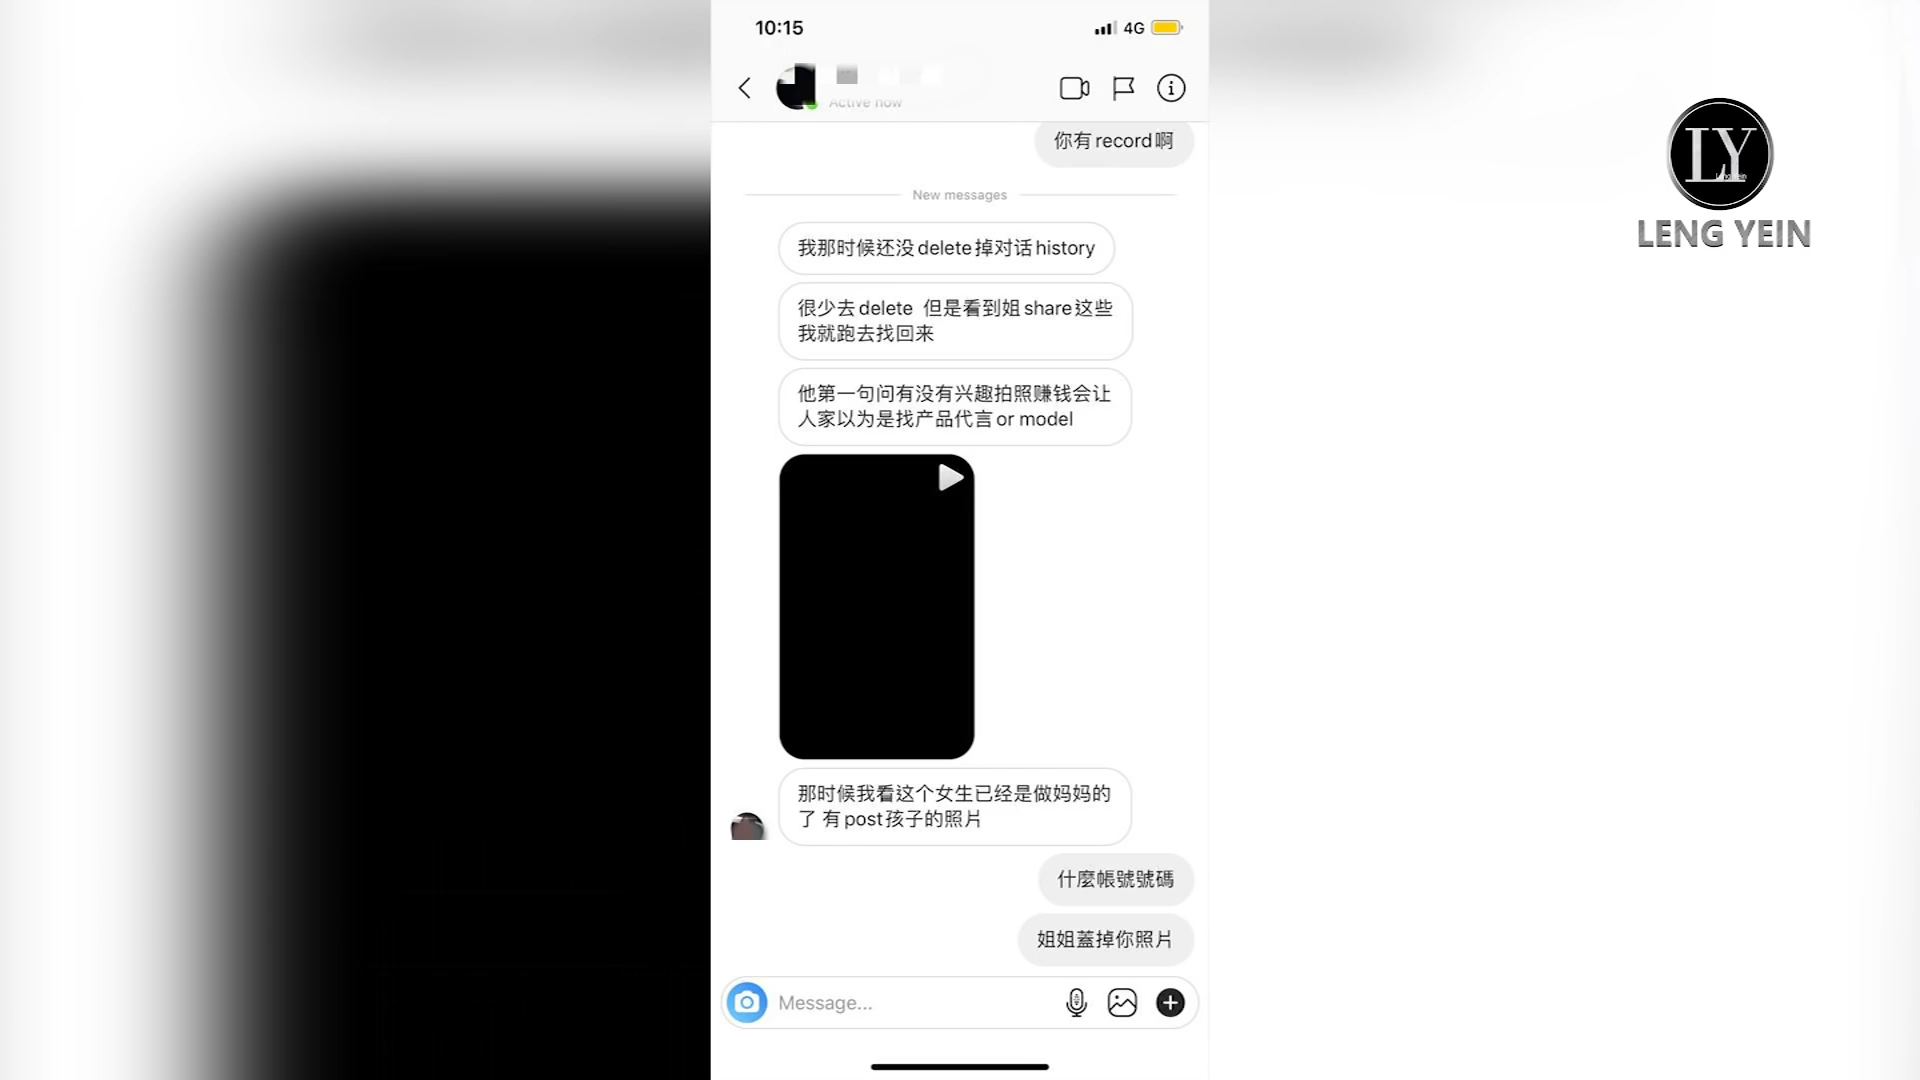 10:15
4G
Active now
你有record啊
New messages
我那时候还没delete掉对话history
很少去delete 但是看到姐share这些
我就跑去找回来
他第一句问有没有兴趣拍照赚钱会让
人家以为是找产品代言or model
那时候我看这个女生已经是做妈妈的
了 有post孩子的照片
什麼帳號號碼
姐姐蓋掉你照片
Message...
LY
Leng Yein
LENG YEIN